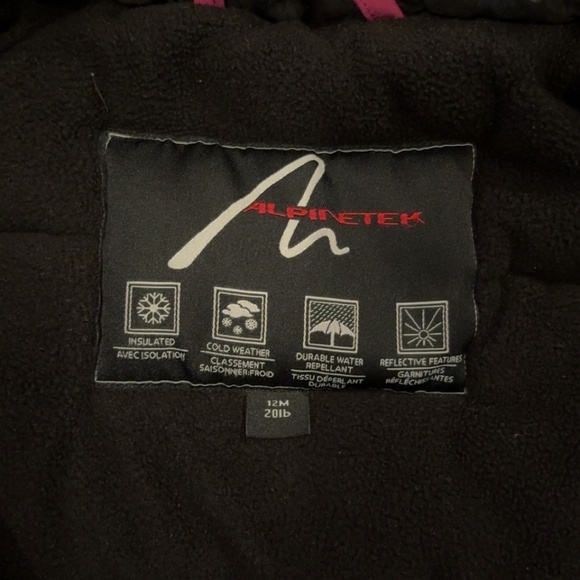 ALPINETEK
INSULATED
AVEC ISOLATION
COLD WEATHER
CLASSEMENT
SAISONNIER/FROID
DURABLE WATER
REPELLANT
TISSU DÉPERLANT
DURABLE
REFLECTIVE FEATURES
GARNITURES
RÉFLÉCHISSANTES
12M
20lb